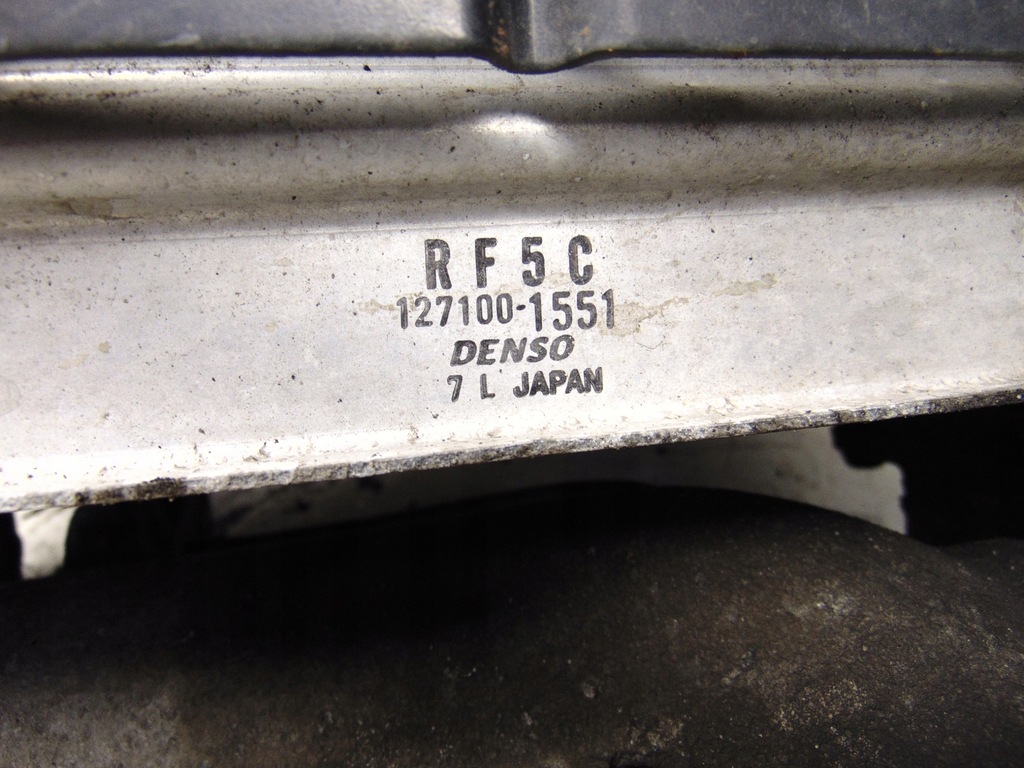 RF5C
127100-1551
DENSO
7 L JAPAN